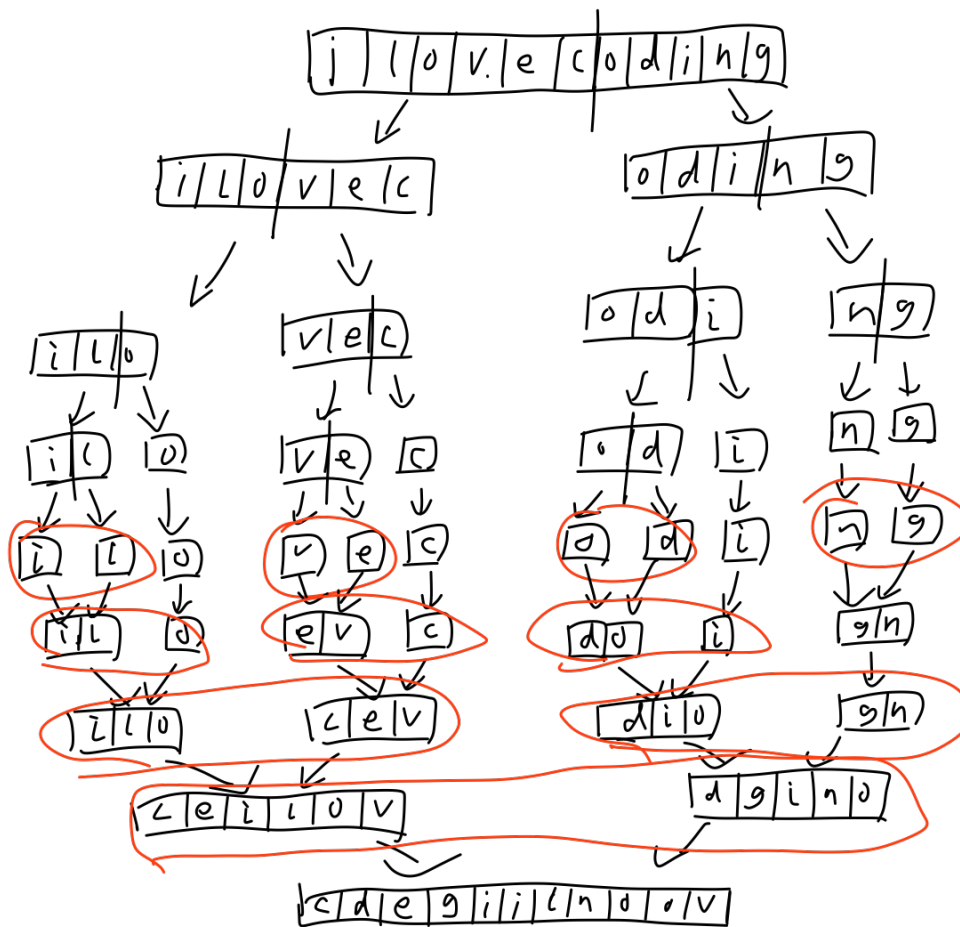 i l o v e c o d i n g
i l o v e c o d i n g
i l o v e c o d i n g
i l o v e c o d i n g
i l o v e c o d i n g
i l o e v c d o i g n
i l o c e v d i o g n
c e i l o v d g i n o
c d e g i i l n o o v